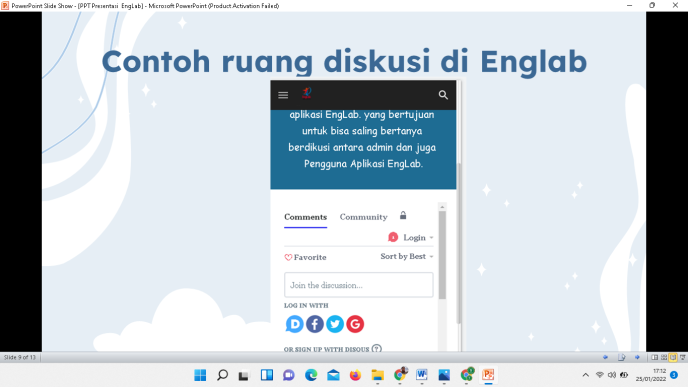 PowerPoint Slide Show - [PPT Presentasi EngLab] - Microsoft PowerPoint (Product Activation Failed)
Contoh ruang diskusi di Englab
aplikasi EngLab. yang bertujuan
untuk bisa saling bertanya
berdikusi antara admin dan juga
Pengguna Aplikasi EngLab.
Comments Community
Login
Favorite Sort by Best
Join the discussion...
LOG IN WITH
OR SIGN UP WITH DISQUS ?
Slide 9 of 13
17:12
25/01/2022
3